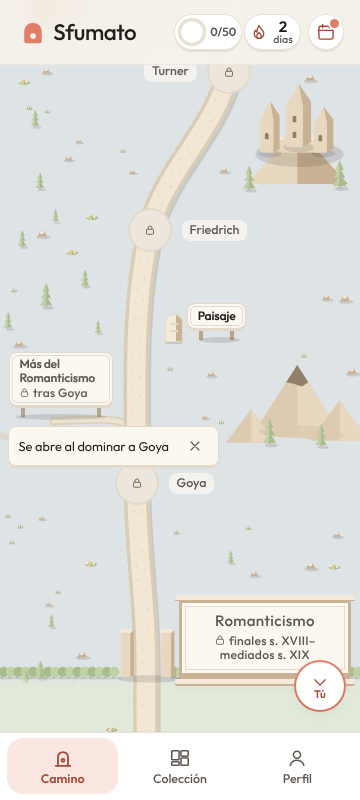 Sfumato
0/50
2
días
Turner
Friedrich
Paisaje
Más del
Romanticismo
tras Goya
Se abre al dominar a Goya
Goya
Romanticismo
finales s. XVIII–
mediados s. XIX
Tú
Camino
Colección
Perfil